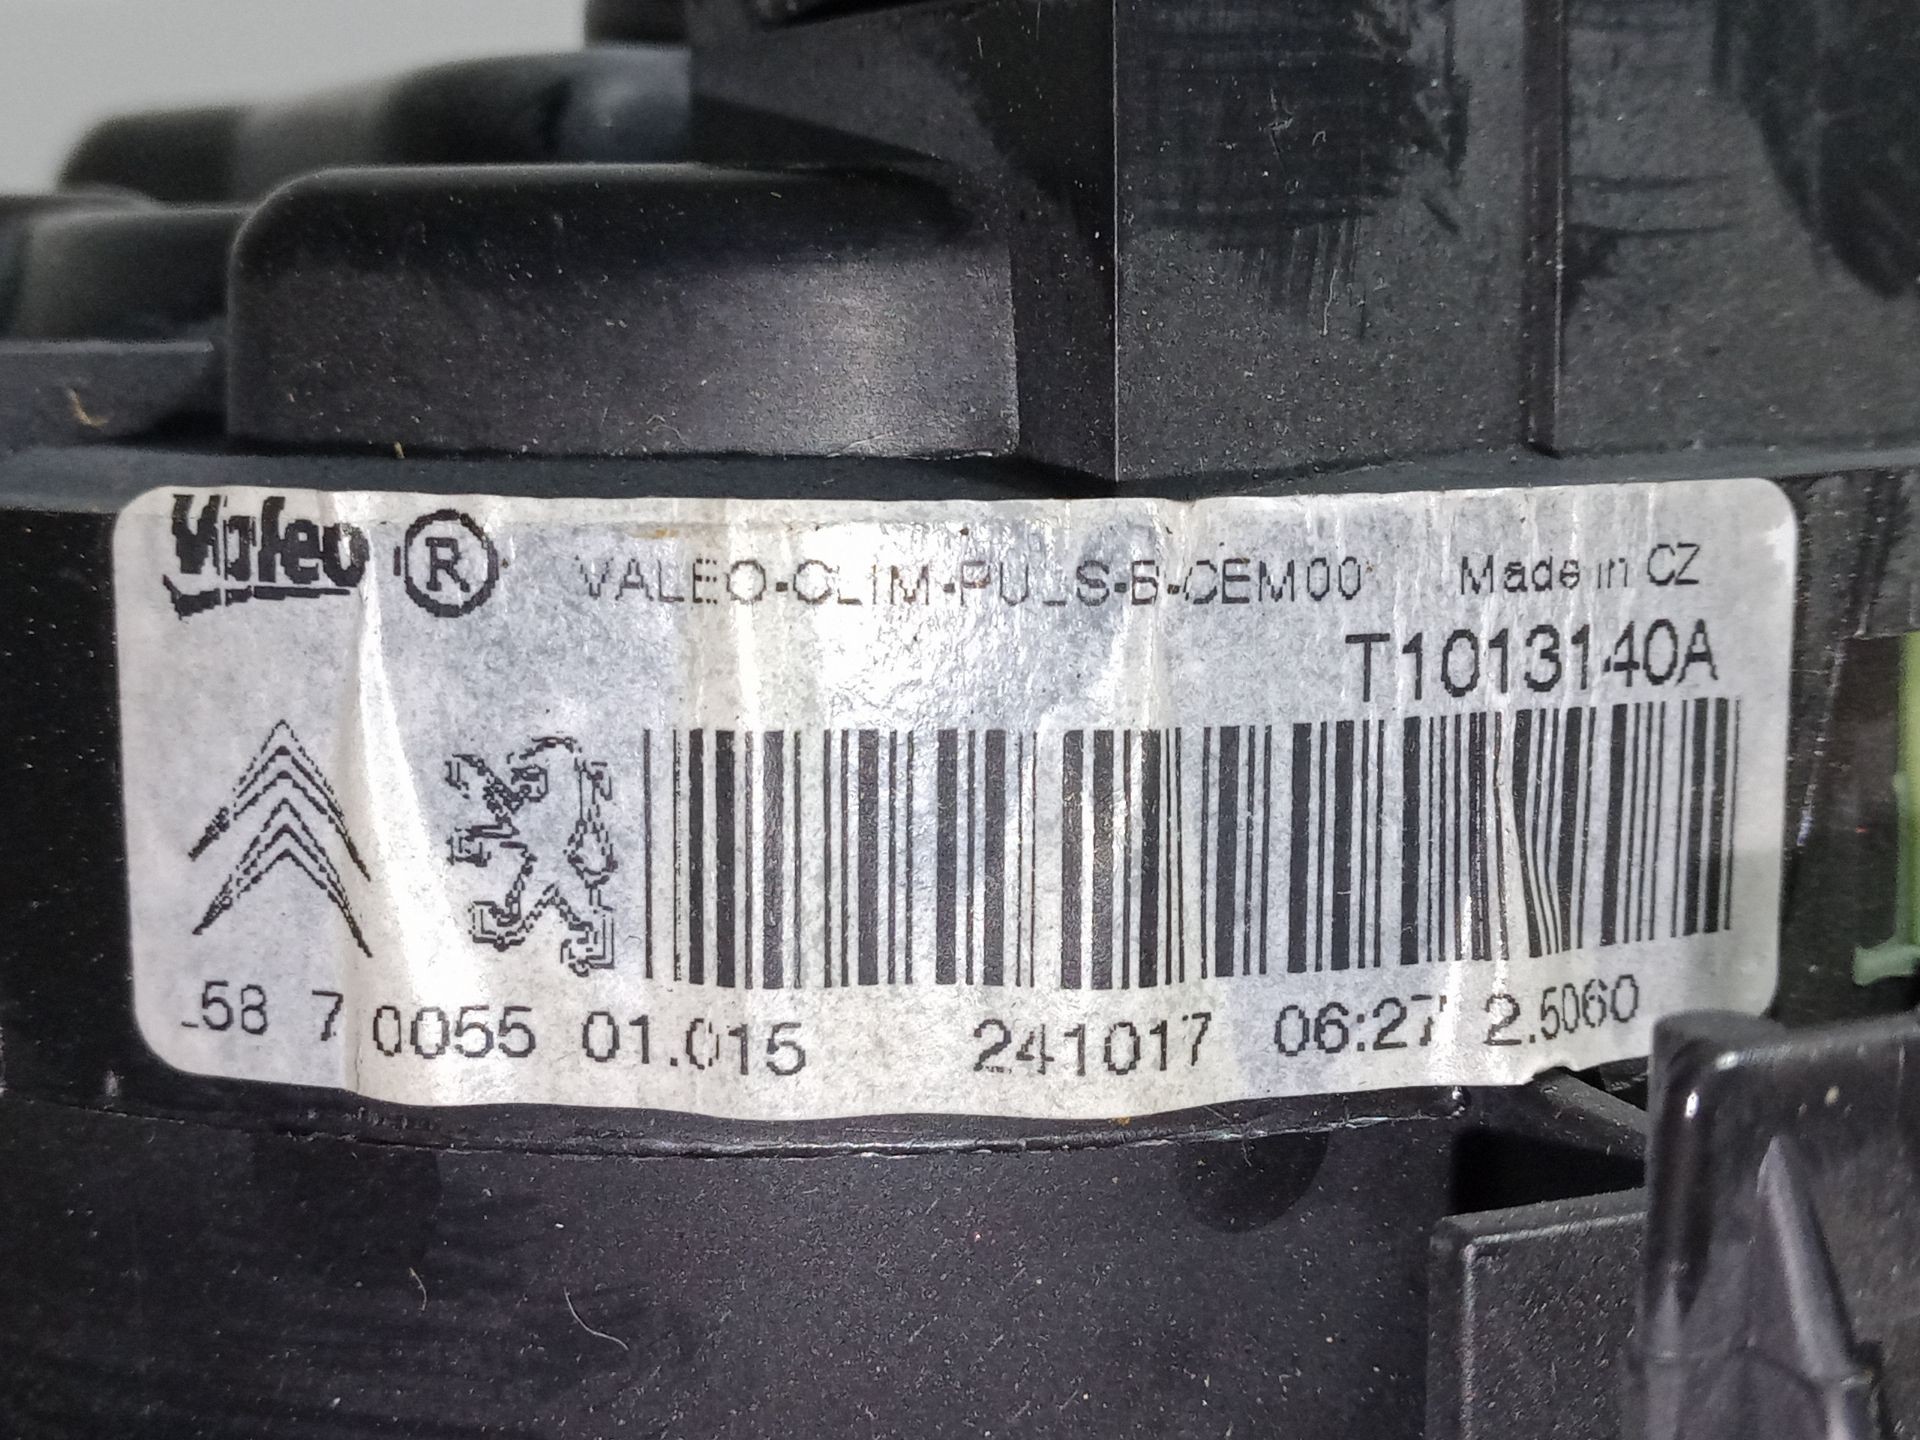 Valeo ® VALEO-CLIM-PULS-B-CEM00 Made in CZ
T1013140A
58 7 0055 01.015 241017 06:27 2.5060